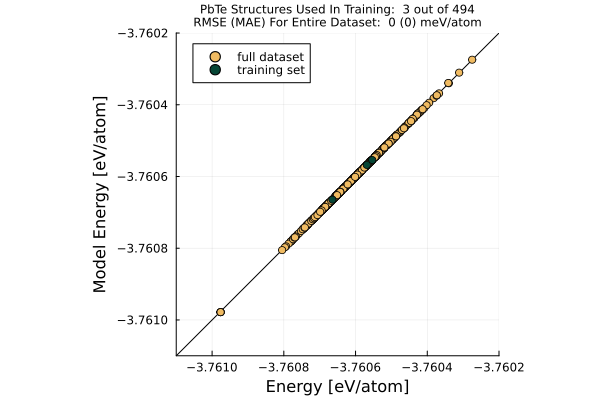 PbTe Structures Used In Training:  3 out of 494
RMSE (MAE) For Entire Dataset:  0 (0) meV/atom
−3.7602
full dataset
training set
−3.7604
−3.7606
−3.7608
−3.7610
Model Energy [eV/atom]
−3.7610 −3.7608 −3.7606 −3.7604 −3.7602
Energy [eV/atom]